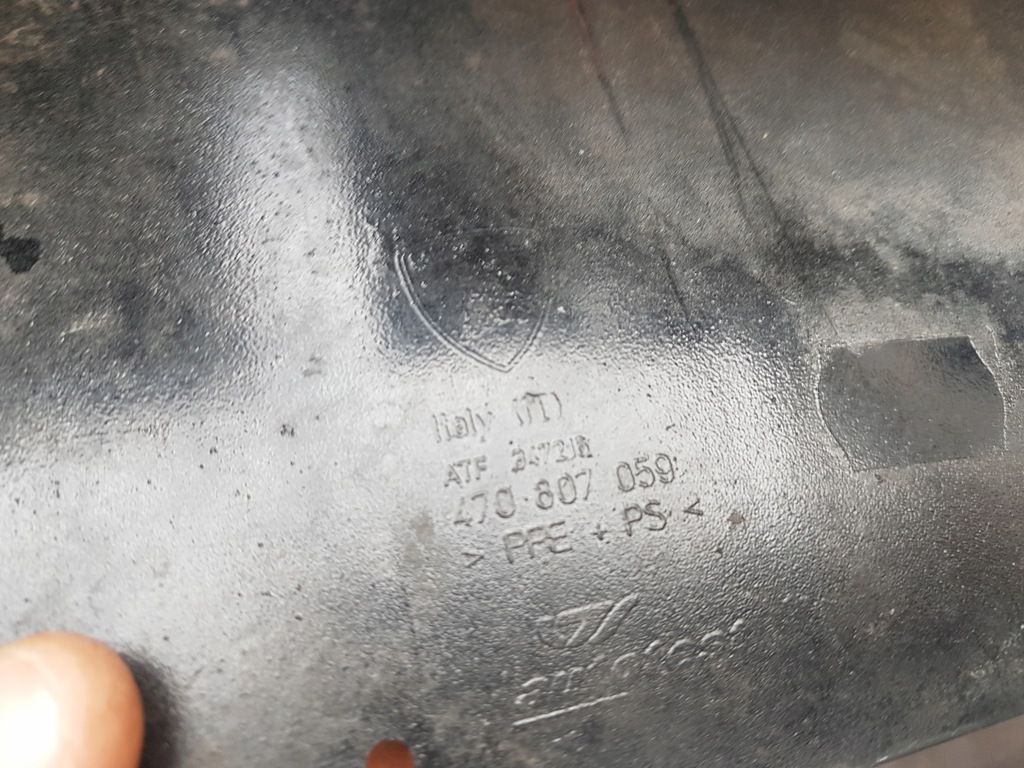 Italy (IT)
ATF
470 807 059
> PPE + PS <